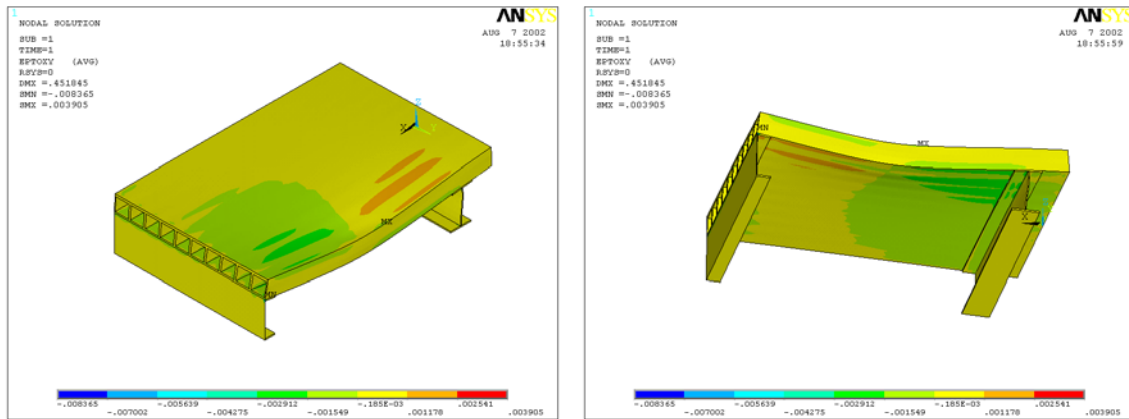 1
NODAL SOLUTION
SUB =1
TIME=1
EPTOXY (AVG)
RSYS=0
DMX =.451845
SMN =-.008365
SMX =.003905
ANSYS
AUG 7 2002
18:55:34
Z
X
Y
MX
MN
-.008365 -.005639 -.002912 -.185E-03 .002541
-.007002 -.004275 -.001549 .001178 .003905
1
NODAL SOLUTION
SUB =1
TIME=1
EPTOXY (AVG)
RSYS=0
DMX =.451845
SMN =-.008365
SMX =.003905
ANSYS
AUG 7 2002
18:55:59
MN
MX
X
-.008365 -.005639 -.002912 -.185E-03 .002541
-.007002 -.004275 -.001549 .001178 .003905